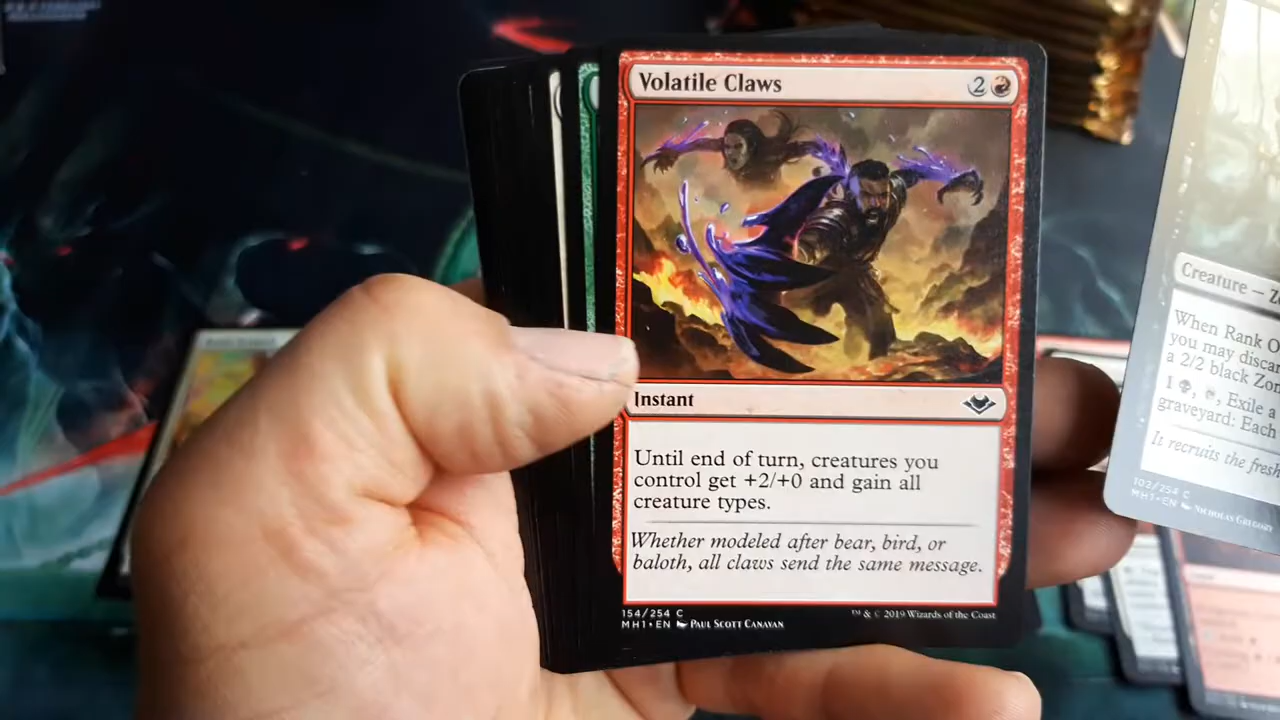 Volatile Claws
2
Instant
Until end of turn, creatures you
control get +2/+0 and gain all
creature types.
Whether modeled after bear, bird, or
baloth, all claws send the same message.
154/254 C
MH1 • EN PAUL SCOTT CANAVAN
™ & © 2019 Wizards of the Coast
Creature — Z
When Rank O
you may discar
a 2/2 black Zon
1 , , Exile a
graveyard: Each
It recruits the fresh
102/254 C
MH1 • EN NICHOLAS GREGORY